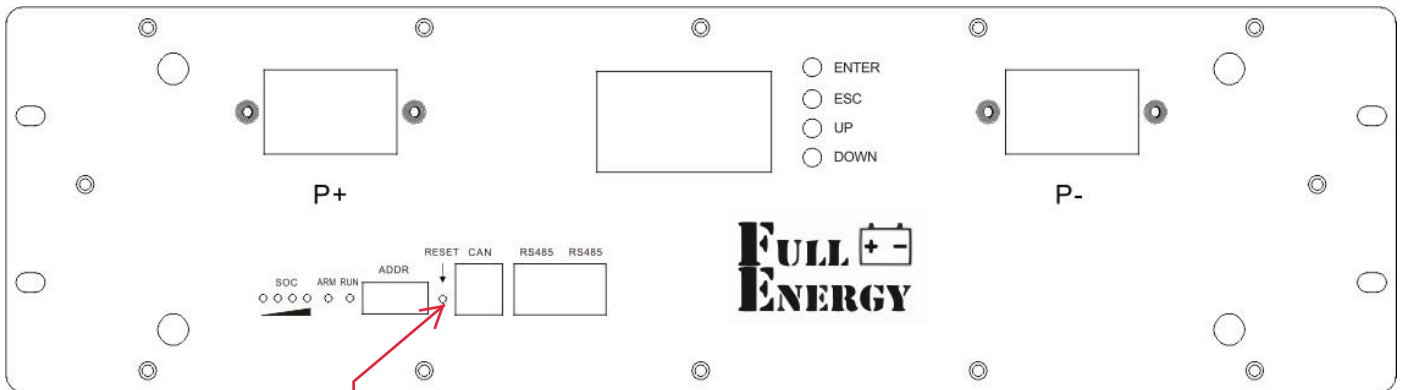 ENTER
ESC
UP
DOWN
P+
P-
RESET CAN RS485 RS485
ADDR
SOC ARM RUN
FULL + -
ENERGY